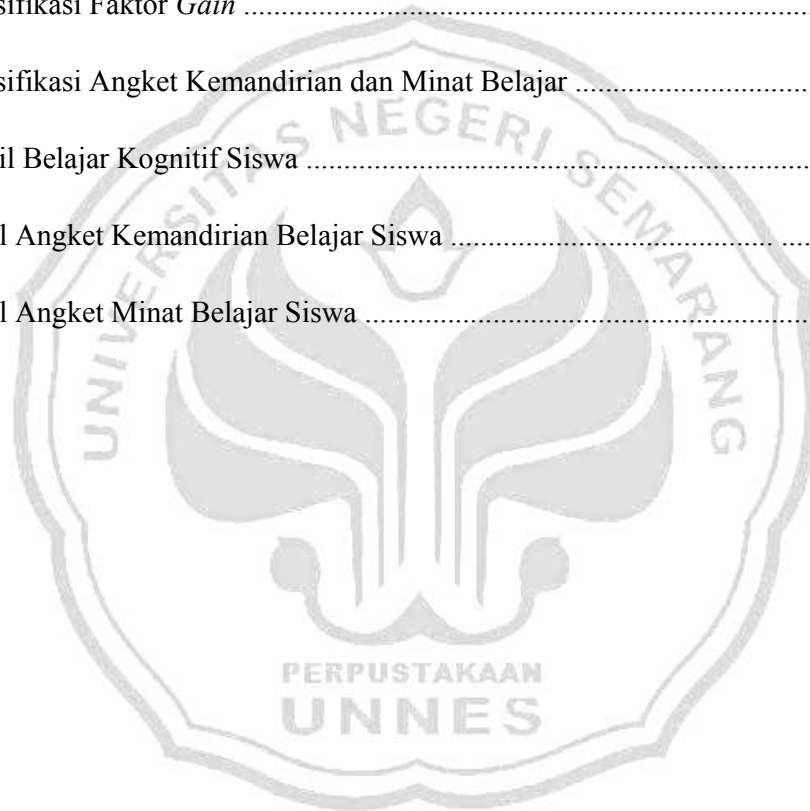 sifikasi Faktor Gain ........................................................................................
sifikasi Angket Kemandirian dan Minat Belajar ...................................
il Belajar Kognitif Siswa ...........................................................................
l Angket Kemandirian Belajar Siswa ................................................ ....
l Angket Minat Belajar Siswa ..................................................................
UNIVERSITAS NEGERI SEMARANG
PERPUSTAKAAN
UNNES